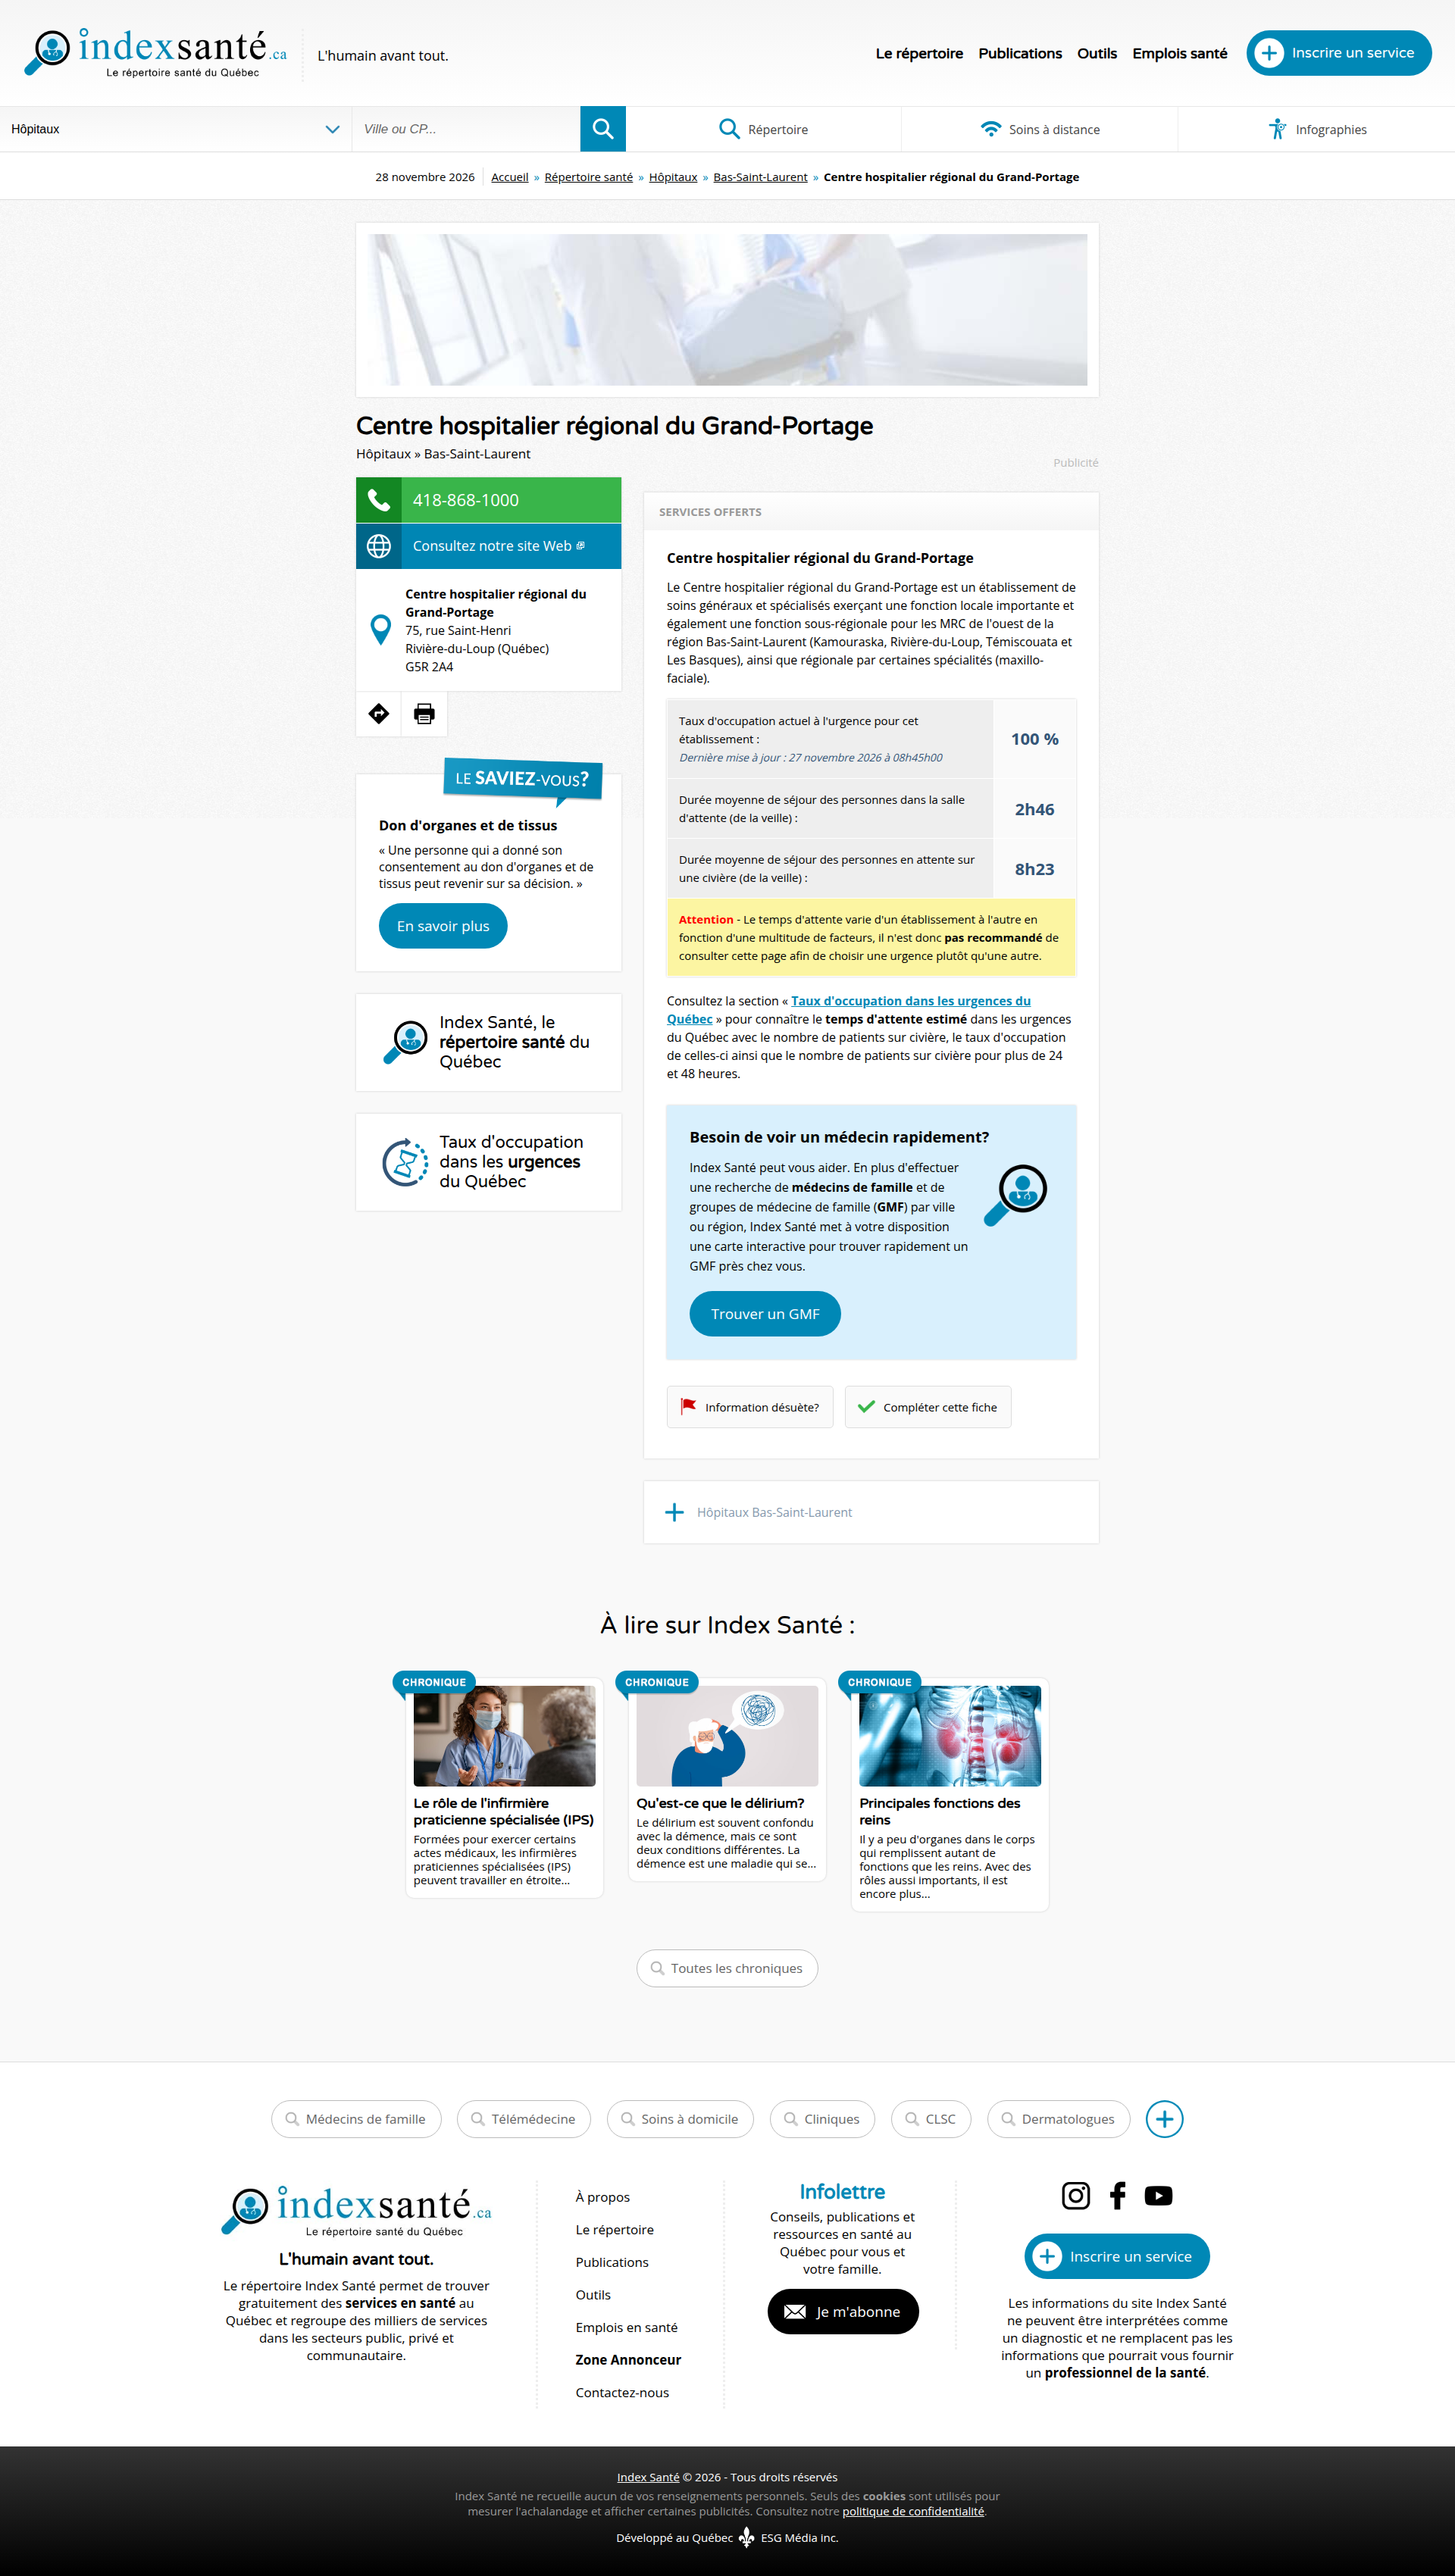 indexsanté.ca
Le répertoire santé du Québec
L'humain avant tout.
Le répertoire
Publications
Outils
Emplois santé
Inscrire un service
Hôpitaux
Ville ou CP...
Répertoire
Soins à distance
Infographies
28 novembre 2026
Accueil » Répertoire santé » Hôpitaux » Bas-Saint-Laurent » Centre hospitalier régional du Grand-Portage
Centre hospitalier régional du Grand-Portage
Hôpitaux » Bas-Saint-Laurent
Publicité
418-868-1000
Consultez notre site Web
Centre hospitalier régional du
Grand-Portage
75, rue Saint-Henri
Rivière-du-Loup (Québec)
G5R 2A4
LE SAVIEZ-VOUS?
Don d'organes et de tissus
« Une personne qui a donné son
consentement au don d'organes et de
tissus peut revenir sur sa décision. »
En savoir plus
Index Santé, le
répertoire santé du
Québec
Taux d'occupation
dans les urgences
du Québec
SERVICES OFFERTS
Centre hospitalier régional du Grand-Portage
Le Centre hospitalier régional du Grand-Portage est un établissement de
soins généraux et spécialisés exerçant une fonction locale importante et
également une fonction sous-régionale pour les MRC de l'ouest de la
région Bas-Saint-Laurent (Kamouraska, Rivière-du-Loup, Témiscouata et
Les Basques), ainsi que régionale par certaines spécialités (maxillo-
faciale).
Taux d'occupation actuel à l'urgence pour cet
établissement :
Dernière mise à jour : 27 novembre 2026 à 08h45h00
100 %
Durée moyenne de séjour des personnes dans la salle
d'attente (de la veille) :
2h46
Durée moyenne de séjour des personnes en attente sur
une civière (de la veille) :
8h23
Attention - Le temps d'attente varie d'un établissement à l'autre en
fonction d'une multitude de facteurs, il n'est donc pas recommandé de
consulter cette page afin de choisir une urgence plutôt qu'une autre.
Consultez la section « Taux d'occupation dans les urgences du
Québec » pour connaître le temps d'attente estimé dans les urgences
du Québec avec le nombre de patients sur civière, le taux d'occupation
de celles-ci ainsi que le nombre de patients sur civière pour plus de 24
et 48 heures.
Besoin de voir un médecin rapidement?
Index Santé peut vous aider. En plus d'effectuer
une recherche de médecins de famille et de
groupes de médecine de famille (GMF) par ville
ou région, Index Santé met à votre disposition
une carte interactive pour trouver rapidement un
GMF près chez vous.
Trouver un GMF
Information désuète?
Compléter cette fiche
Hôpitaux Bas-Saint-Laurent
À lire sur Index Santé :
CHRONIQUE
Le rôle de l'infirmière
praticienne spécialisée (IPS)
Formées pour exercer certains
actes médicaux, les infirmières
praticiennes spécialisées (IPS)
peuvent travailler en étroite...
CHRONIQUE
Qu'est-ce que le délirium?
Le délirium est souvent confondu
avec la démence, mais ce sont
deux conditions différentes. La
démence est une maladie qui se...
CHRONIQUE
Principales fonctions des
reins
Il y a peu d'organes dans le corps
qui remplissent autant de
fonctions que les reins. Avec des
rôles aussi importants, il est
encore plus...
Toutes les chroniques
Médecins de famille
Télémédecine
Soins à domicile
Cliniques
CLSC
Dermatologues
indexsanté.ca
Le répertoire santé du Québec
L'humain avant tout.
Le répertoire Index Santé permet de trouver
gratuitement des services en santé au
Québec et regroupe des milliers de services
dans les secteurs public, privé et
communautaire.
À propos
Le répertoire
Publications
Outils
Emplois en santé
Zone Annonceur
Contactez-nous
Infolettre
Conseils, publications et
ressources en santé au
Québec pour vous et
votre famille.
Je m'abonne
Inscrire un service
Les informations du site Index Santé
ne peuvent être interprétées comme
un diagnostic et ne remplacent pas les
informations que pourrait vous fournir
un professionnel de la santé.
Index Santé © 2026 - Tous droits réservés
Index Santé ne recueille aucun de vos renseignements personnels. Seuls des cookies sont utilisés pour
mesurer l'achalandage et afficher certaines publicités. Consultez notre politique de confidentialité.
Développé au Québec ESG Média inc.